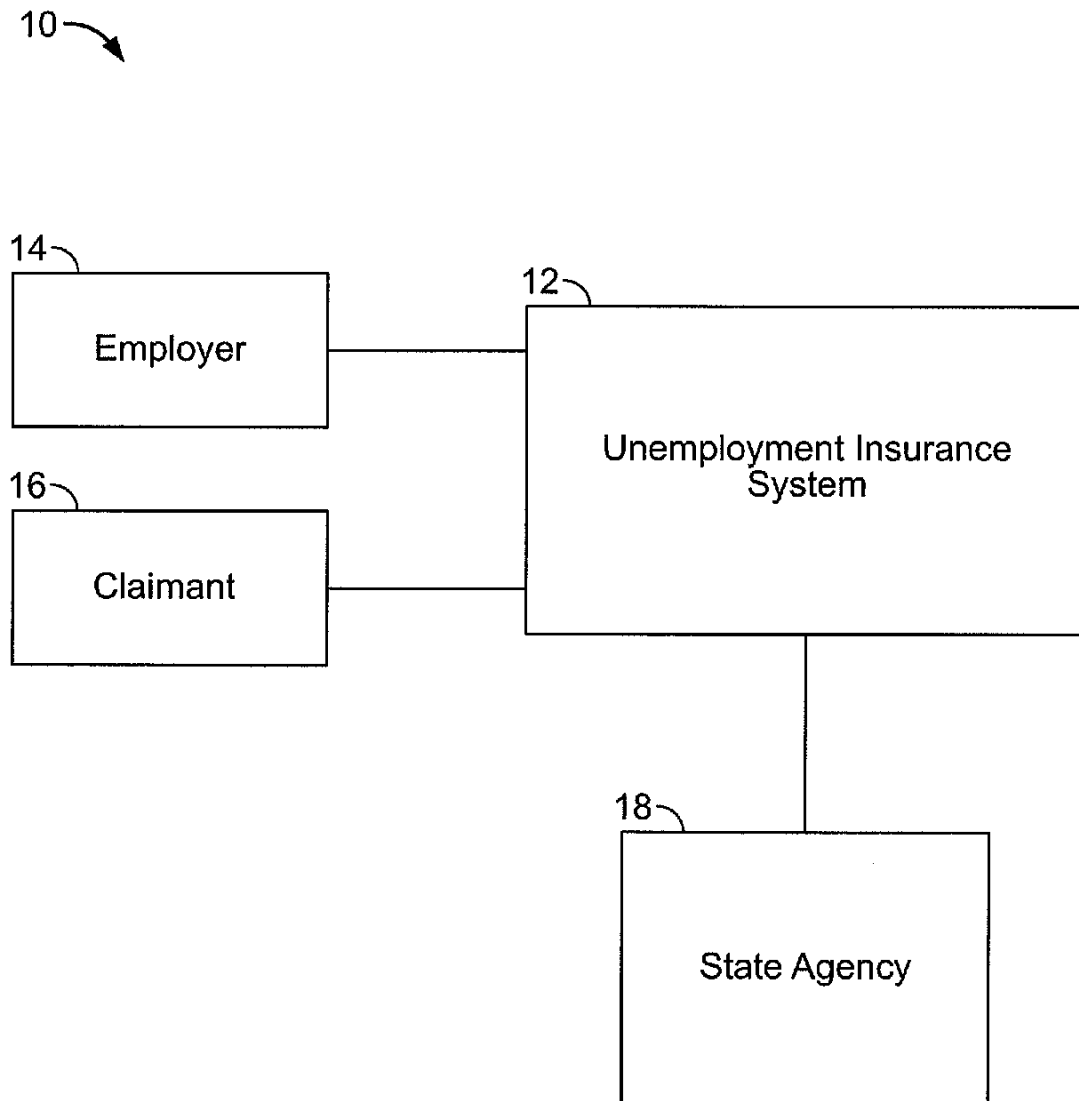 10
14
Employer
12
Unemployment Insurance
System
16
Claimant
18
State Agency